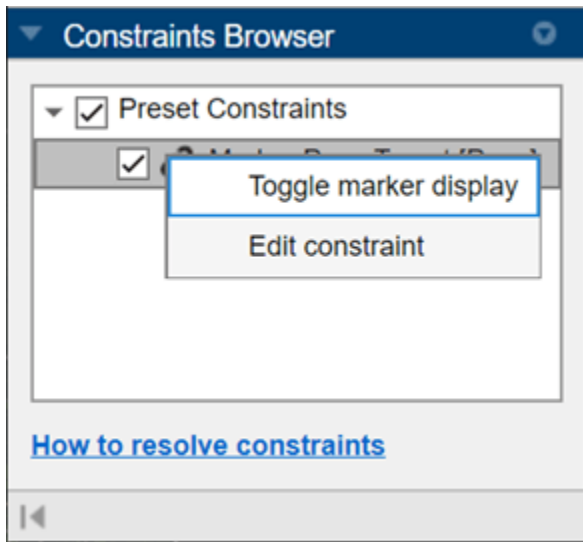 Constraints Browser
Preset Constraints
Toggle marker display
Edit constraint
How to resolve constraints